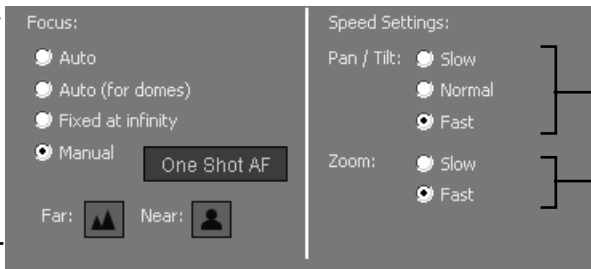 Focus:
Auto
Auto (for domes)
Fixed at infinity
Manual
One Shot AF
Far:
Near:
Speed Settings:
Pan / Tilt:
Slow
Normal
Fast
Zoom:
Slow
Fast